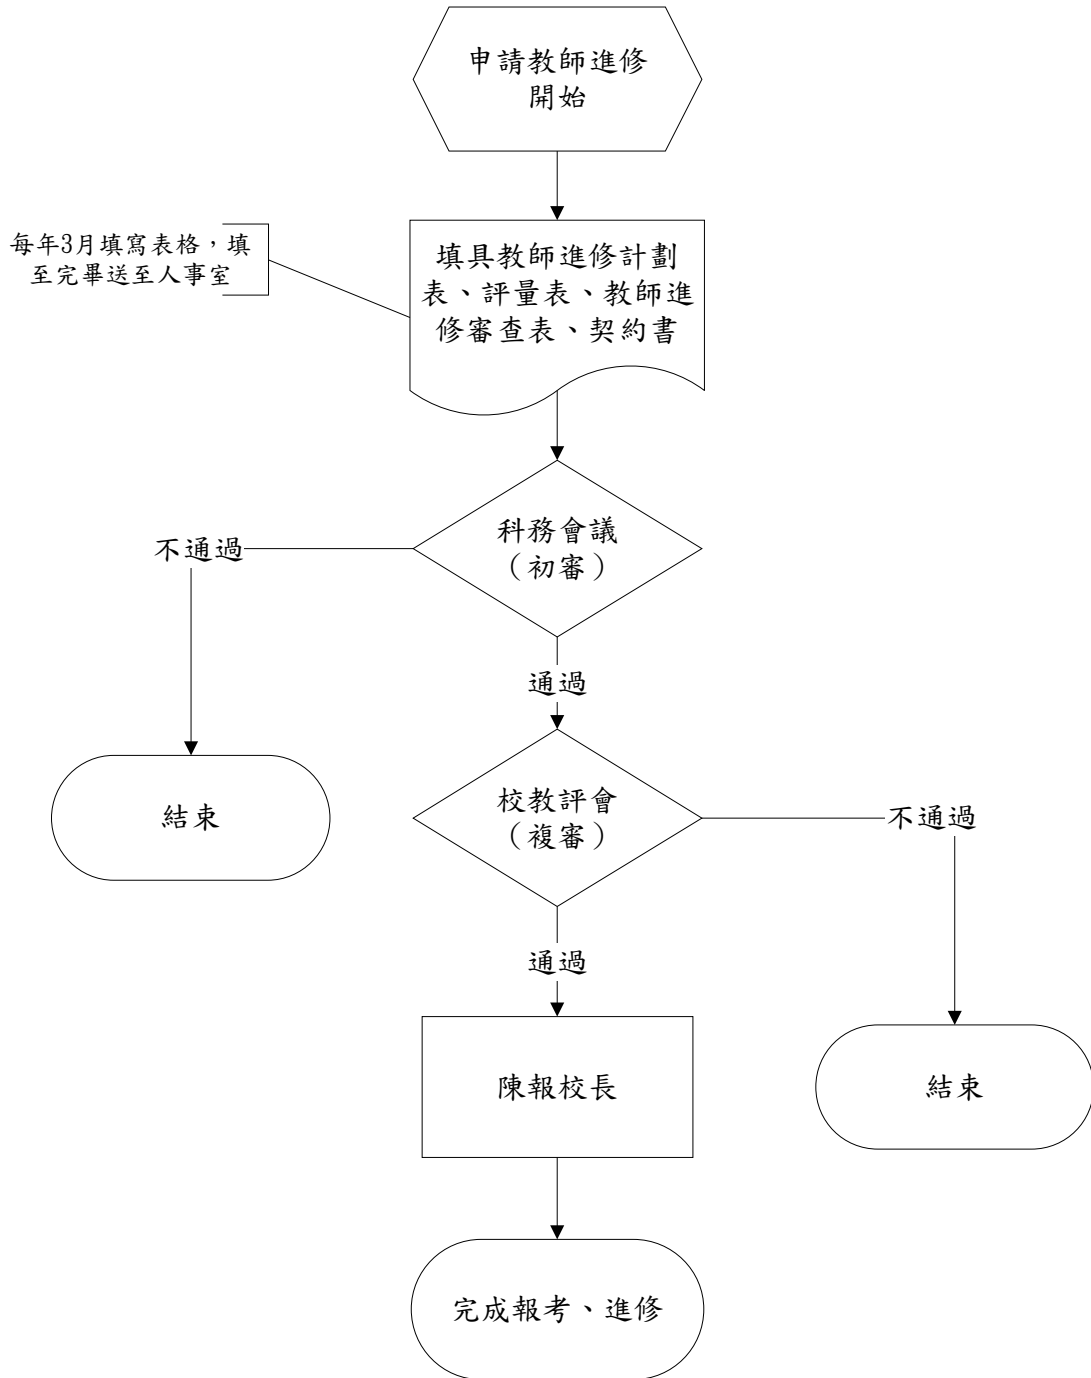 申請教師進修
開始
每年3月填寫表格，填
至完畢送至人事室
填具教師進修計劃
表、評量表、教師進
修審查表、契約書
科務會議
（初審）
不通過
通過
結束
校教評會
（複審）
不通過
通過
陳報校長
結束
完成報考、進修